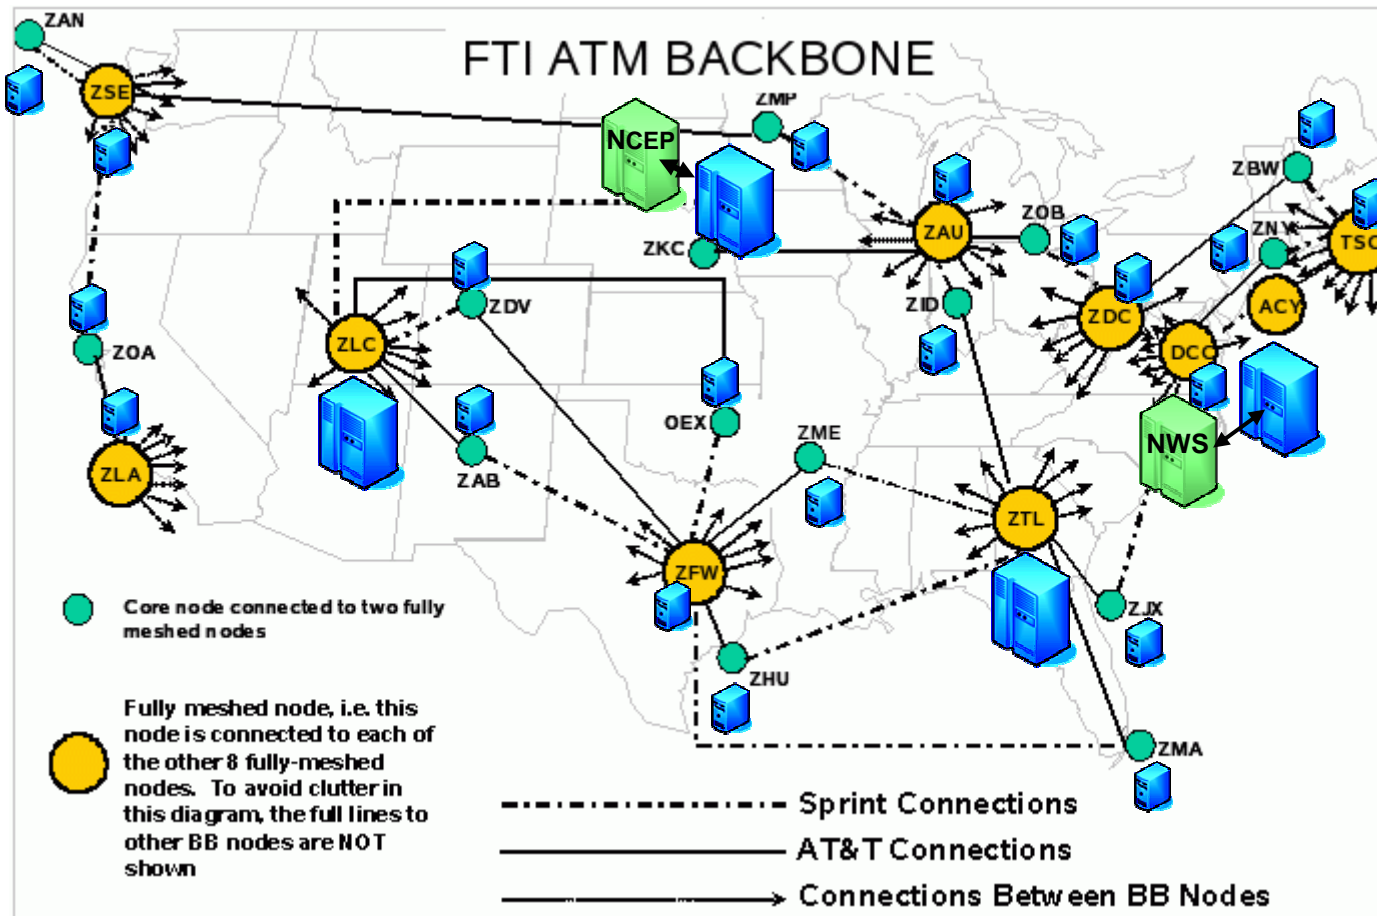 ZAN
FTI ATM BACKBONE
ZSE
ZMP
NCEP
ZBW
ZKC
ZAU
ZOB
ZNY
TSC
ZDV
ZID
ZDC
ACY
ZOA
ZLC
DCC
OEX
ZME
NWS
ZLA
ZAB
ZTL
ZFW
Core node connected to two fully
meshed nodes
ZJX
ZHU
Fully meshed node, i.e. this
node is connected to each of
the other 8 fully-meshed
nodes. To avoid clutter in
this diagram, the full lines to
other BB nodes are NOT
shown
ZMA
Sprint Connections
AT&T Connections
Connections Between BB Nodes